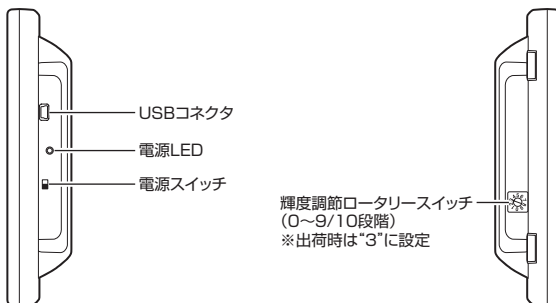 USBコネクタ
電源LED
電源スイッチ
輝度調節ロータリースイッチ
(0〜9/10段階)
※出荷時は“3”に設定